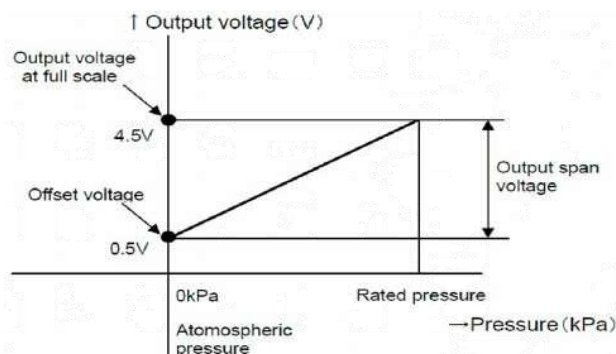 ↑ Output voltage(V)
Output voltage
at full scale
4.5V
Output span
voltage
Offset voltage
0.5V
0kPa
Rated pressure
→Pressure(kPa)
Atomospheric
pressure